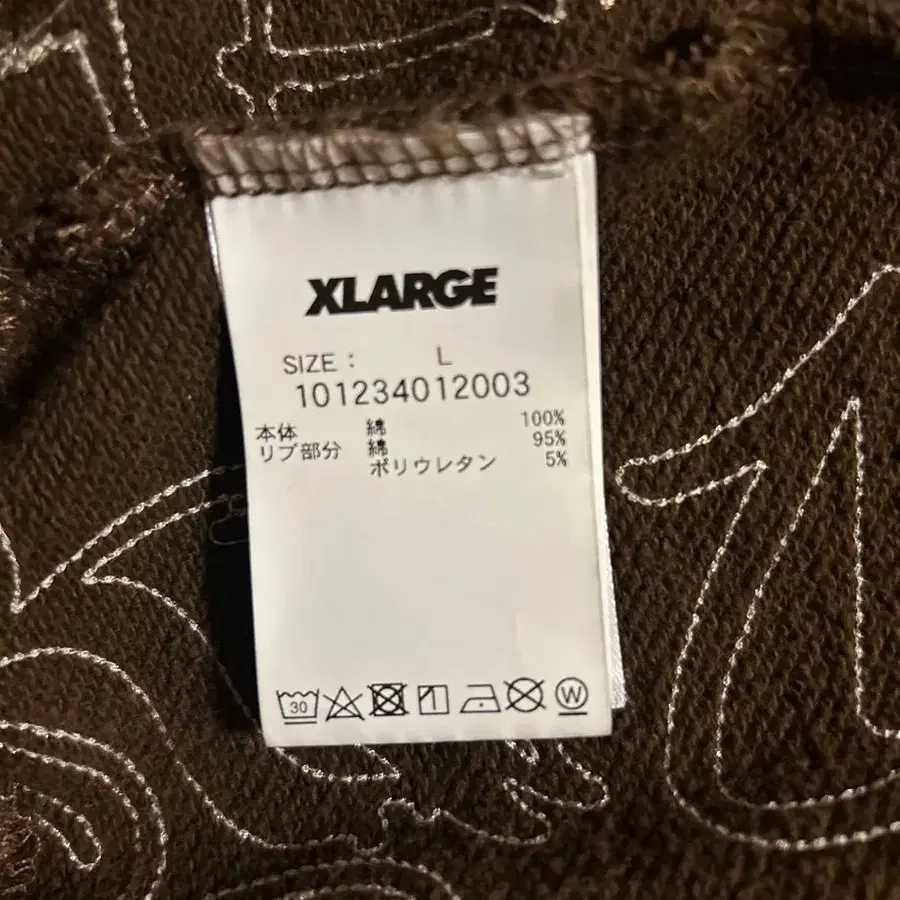 XLARGE
SIZE : L
101234012003
本体 綿 100%
リブ部分 綿 95%
ポリウレタン 5%
30 W